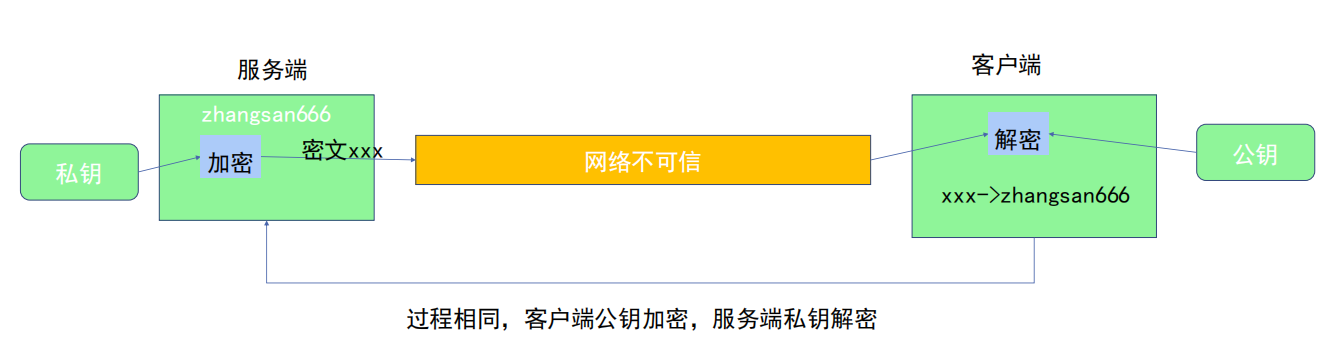 服务端
客户端
zhangsan666
加密
密文xxx
私钥
网络不可信
解密
公钥
xxx->zhangsan666
过程相同，客户端公钥加密，服务端私钥解密